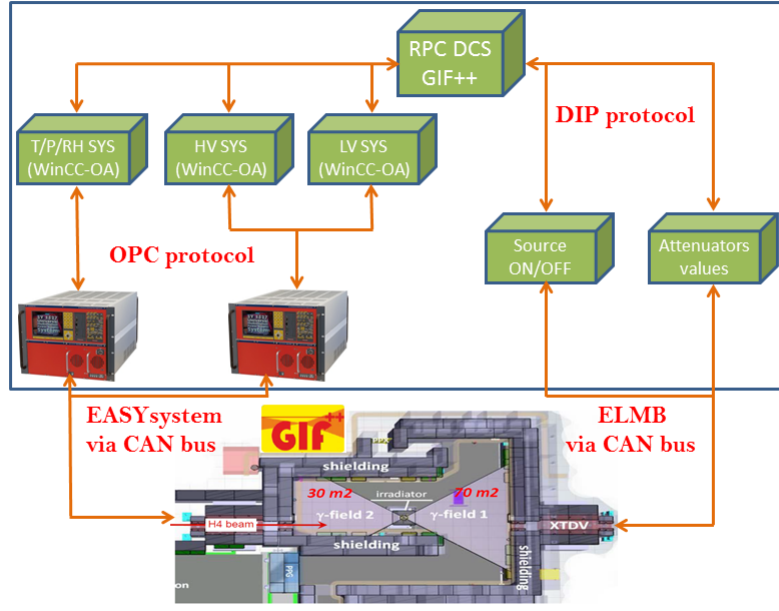 RPC DCS
GIF++
DIP protocol
T/P/RH SYS
(WinCC-OA)
HV SYS
(WinCC-OA)
LV SYS
(WinCC-OA)
OPC protocol
Source
ON/OFF
Attenuators
values
EASYsystem
via CAN bus
GIF++
ELMB
via CAN bus
shielding
30 m2
irradiator
70 m2
γ-field 2
γ-field 1
H4 beam
XTDV
shielding
shielding
PPG
on